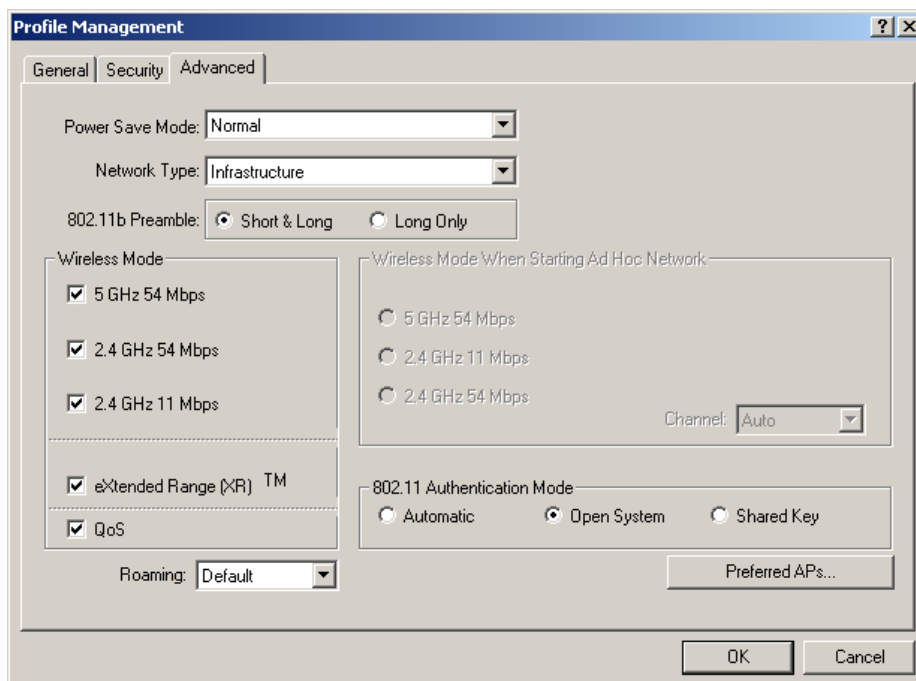 Profile Management
General Security Advanced
Power Save Mode: Normal
Network Type: Infrastructure
802.11b Preamble: Short & Long Long Only
Wireless Mode
5 GHz 54 Mbps
2.4 GHz 54 Mbps
2.4 GHz 11 Mbps
eXtended Range (XR) TM
QoS
Wireless Mode When Starting Ad Hoc Network
5 GHz 54 Mbps
2.4 GHz 11 Mbps
2.4 GHz 54 Mbps
Channel: Auto
802.11 Authentication Mode
Automatic Open System Shared Key
Roaming: Default
Preferred APs...
OK Cancel